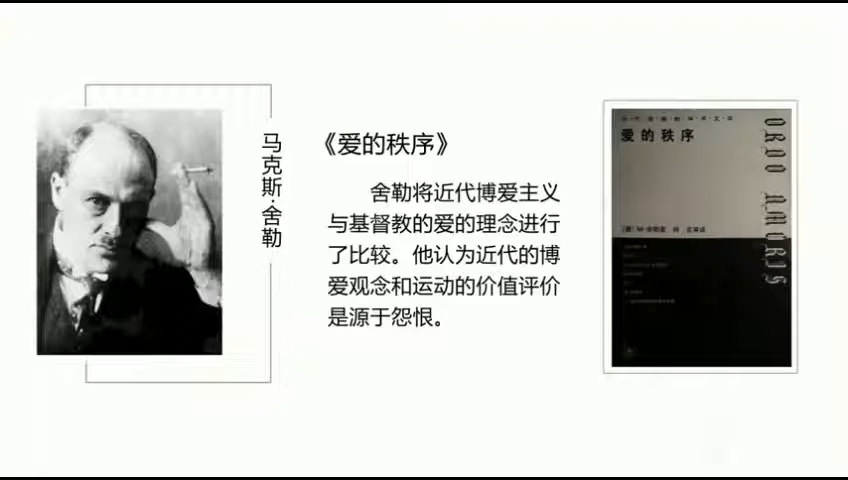 马克斯·舍勒
《爱的秩序》
舍勒将近代博爱主义
与基督教的爱的理念进行
了比较。他认为近代的博
爱观念和运动的价值评价
是源于怨恨。
爱的秩序
ORDO AMORIS